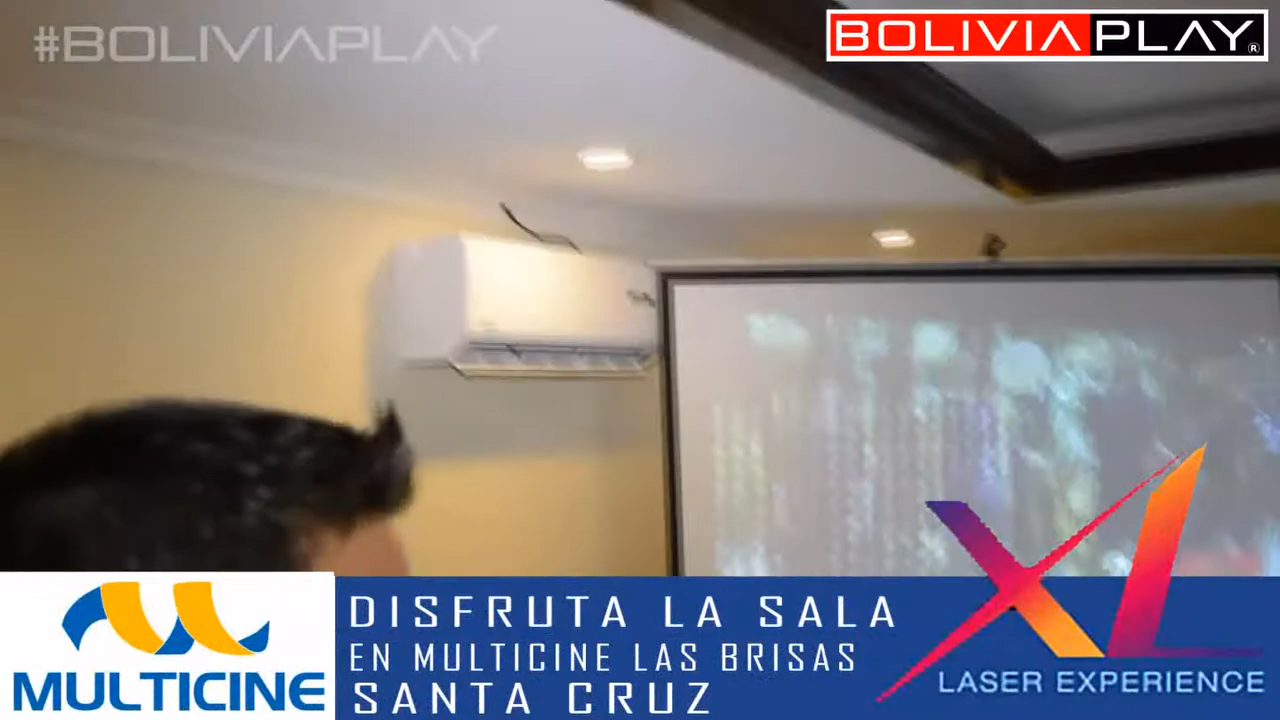 #BOLIVIAPLAY
BOLIVIAPLAY®
MULTICINE
DISFRUTA LA SALA
EN MULTICINE LAS BRISAS
SANTA CRUZ
XL
LASER EXPERIENCE